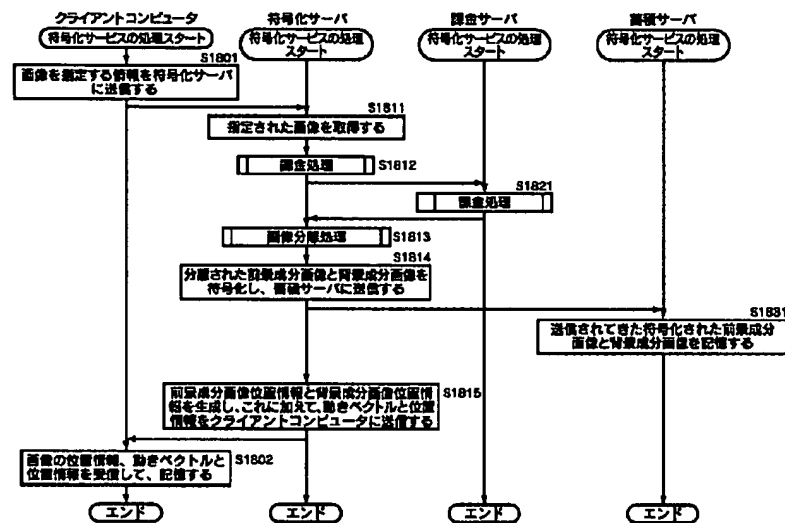 クライアントコンピュータ
符号化サーバ
課金サーバ
蓄積サーバ
符号化サービスの処理スタート
符号化サービスの処理
スタート
符号化サービスの処理
スタート
符号化サービスの処理
スタート
S1801
画像を指定する情報を符号化サーバ
に送信する
S1811
指定された画像を取得する
課金処理
S1812
S1821
課金処理
画像分離処理
S1813
S1814
分離された前景成分画像と背景成分画像を
符号化し、蓄積サーバに送信する
S1831
送信されてきた符号化された前景成分
画像と背景成分画像を記憶する
前景成分画像位置情報と背景成分画像位置情
報を生成し、これに加えて、動きベクトルと位置
情報をクライアントコンピュータに送信する
S1815
画像の位置情報、動きベクトルと
位置情報を受信して、記憶する
S1802
エンド
エンド
エンド
エンド